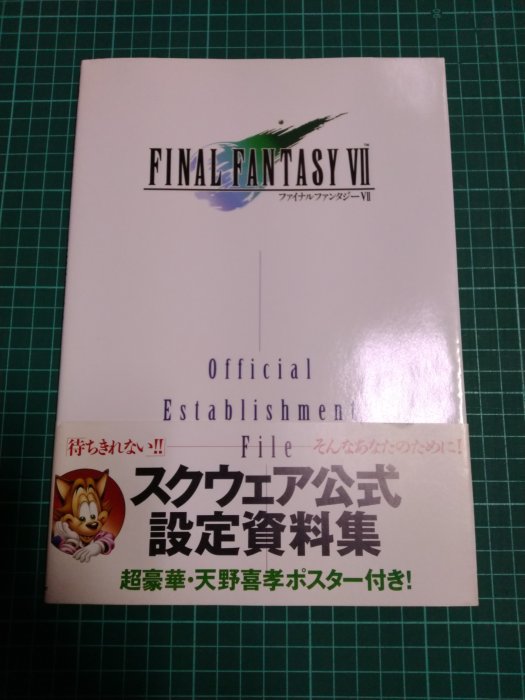 FINAL FANTASY VII™
ファイナルファンタジーVII
Official
Establishment
File
「待ちきれない!!
そんなあなたのために!
スクウェア公式
設定資料集
超豪華・天野喜孝ポスター付き!